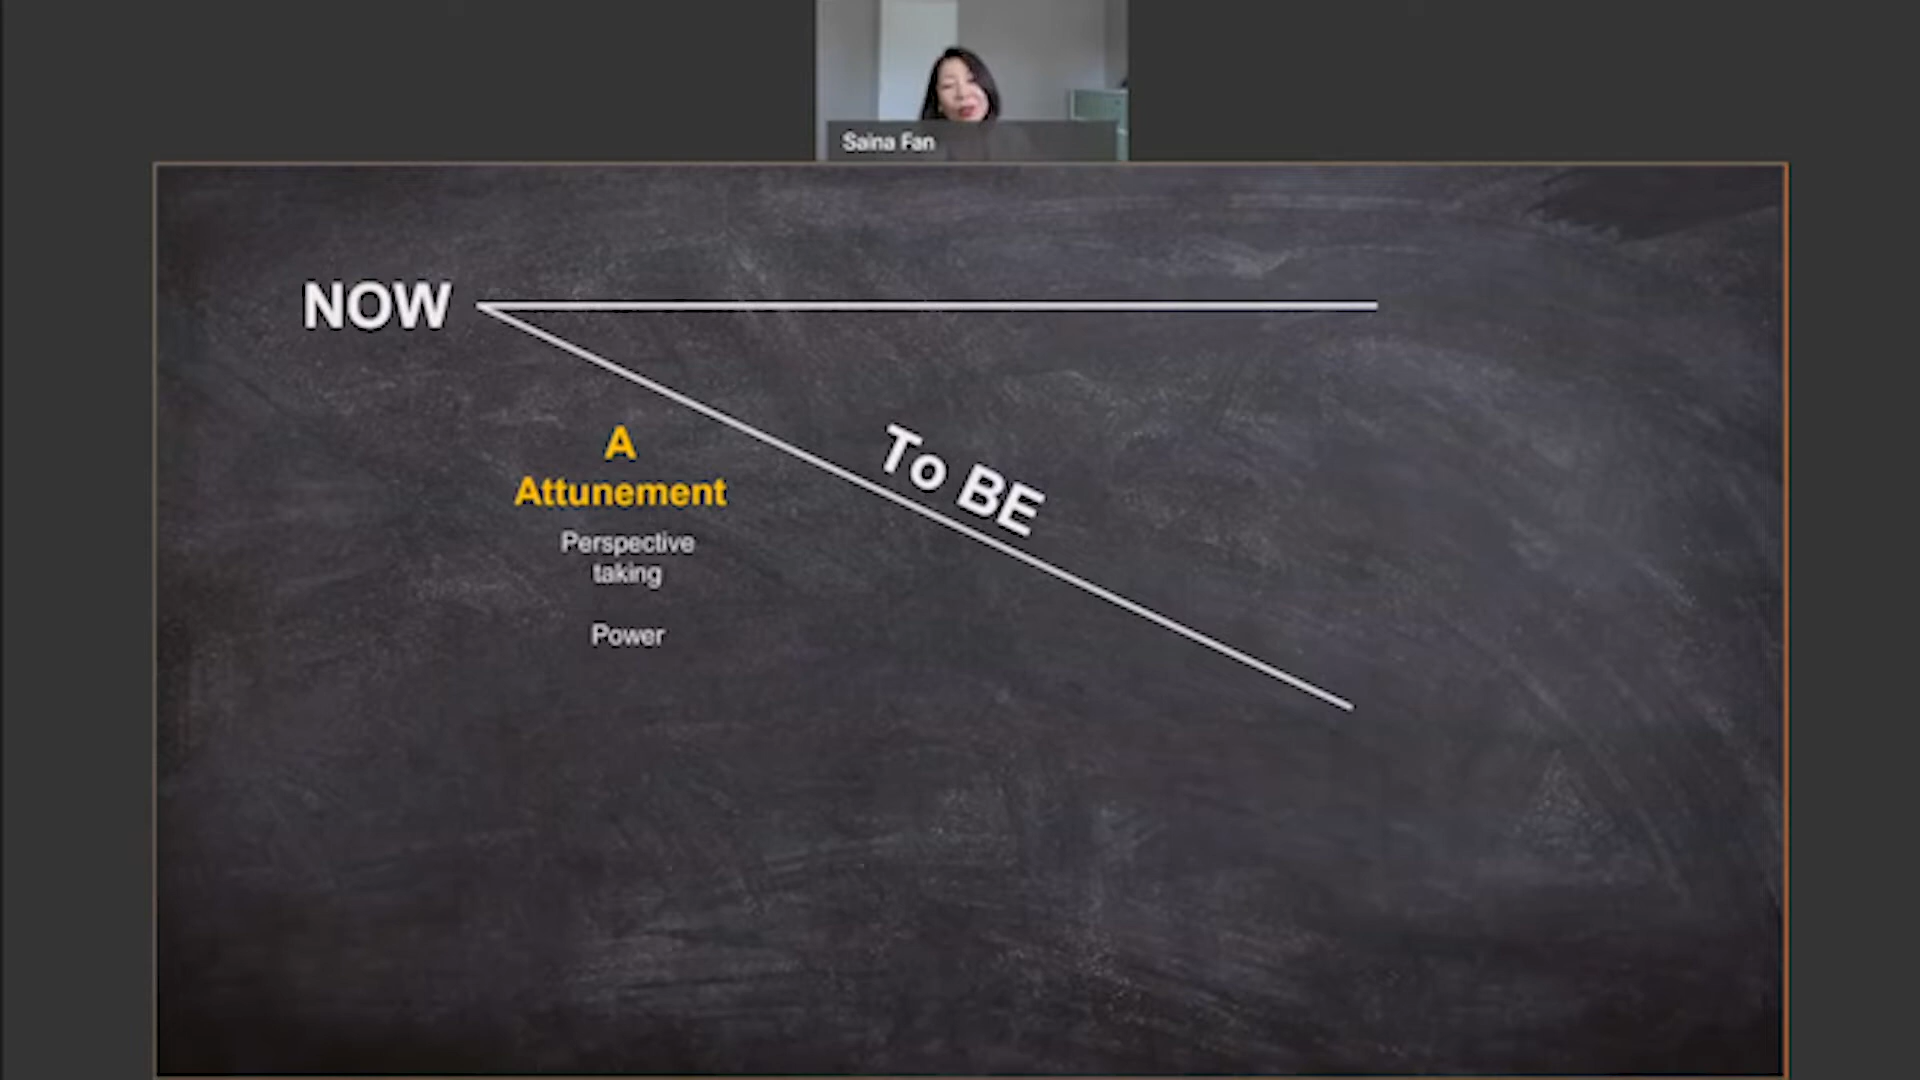 Saina Fan
NOW
To BE
A
Attunement
Perspective
taking
Power